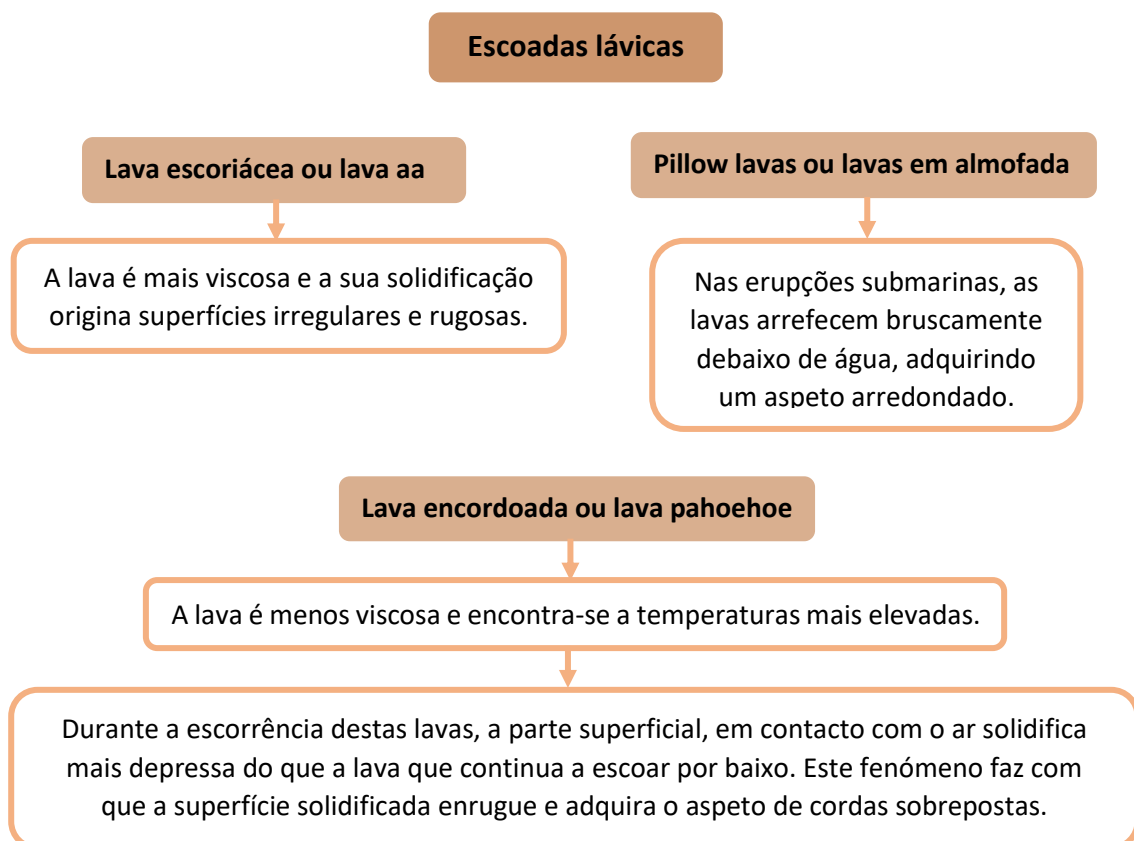 Escoadas lávicas
Lava escoriácea ou lava aa
A lava é mais viscosa e a sua solidificação
origina superfícies irregulares e rugosas.
Pillow lavas ou lavas em almofada
Nas erupções submarinas, as
lavas arrefecem bruscamente
debaixo de água, adquirindo
um aspeto arredondado.
Lava encordoada ou lava pahoehoe
A lava é menos viscosa e encontra-se a temperaturas mais elevadas.
Durante a escorrência destas lavas, a parte superficial, em contacto com o ar solidifica
mais depressa do que a lava que continua a escoar por baixo. Este fenómeno faz com
que a superfície solidificada enrugue e adquira o aspeto de cordas sobrepostas.